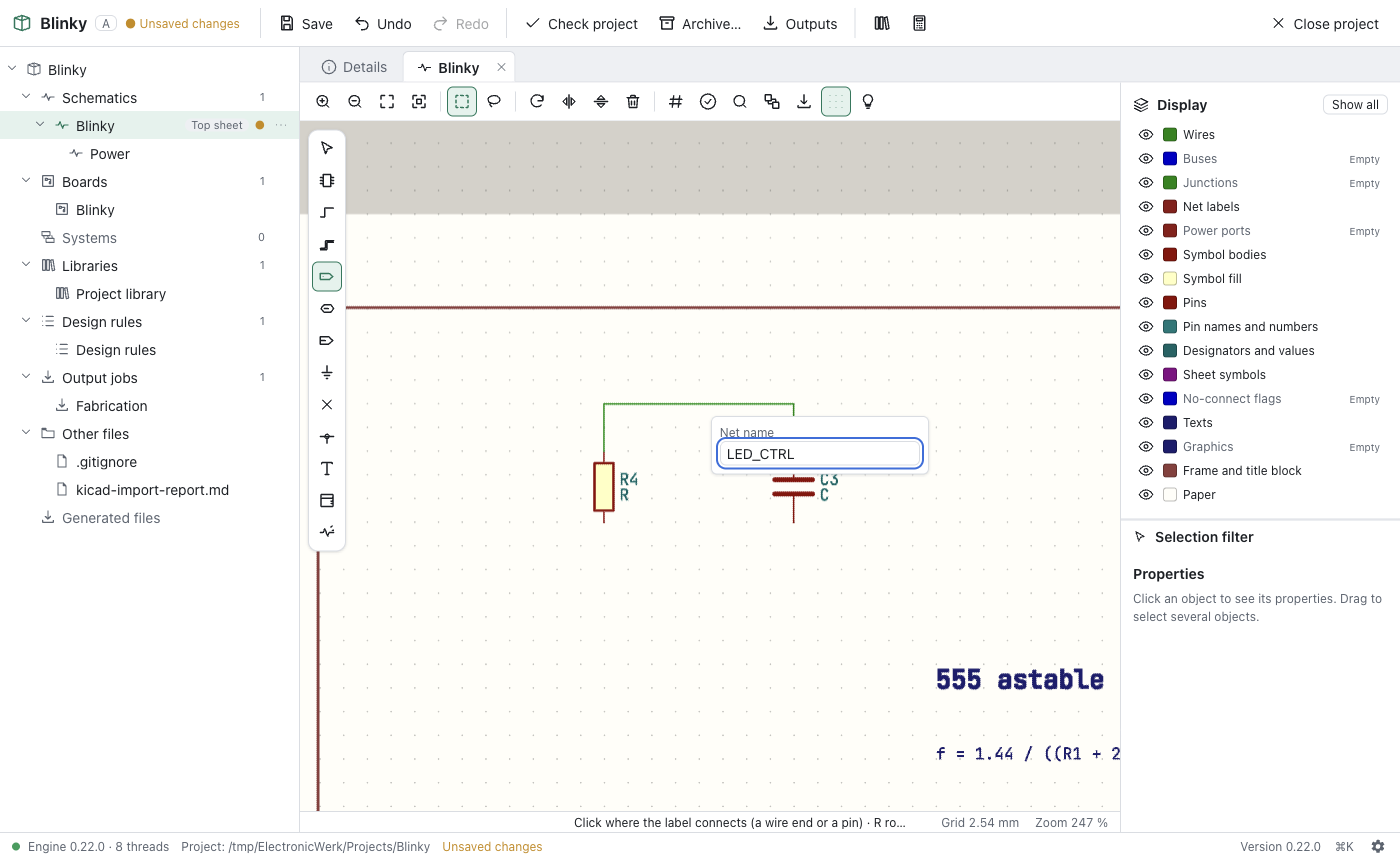 Blinky A Unsaved changes Save Undo Redo Check project Archive... Outputs Close project
Blinky
Schematics 1
Blinky Top sheet ···
Power
Boards 1
Blinky
Systems 0
Libraries 1
Project library
Design rules 1
Design rules
Output jobs 1
Fabrication
Other files
.gitignore
kicad-import-report.md
Generated files
Details Blinky
Net name
LED_CTRL
R4
R
C3
C
555 astable
f = 1.44 / ((R1 + 2
Click where the label connects (a wire end or a pin) · R ro... Grid 2.54 mm Zoom 247 %
Display Show all
Wires
Buses Empty
Junctions Empty
Net labels
Power ports Empty
Symbol bodies
Symbol fill
Pins
Pin names and numbers
Designators and values
Sheet symbols
No-connect flags Empty
Texts
Graphics Empty
Frame and title block
Paper
Selection filter
Properties
Click an object to see its properties. Drag to
select several objects.
Engine 0.22.0 · 8 threads Project: /tmp/ElectronicWerk/Projects/Blinky Unsaved changes Version 0.22.0 ⌘K